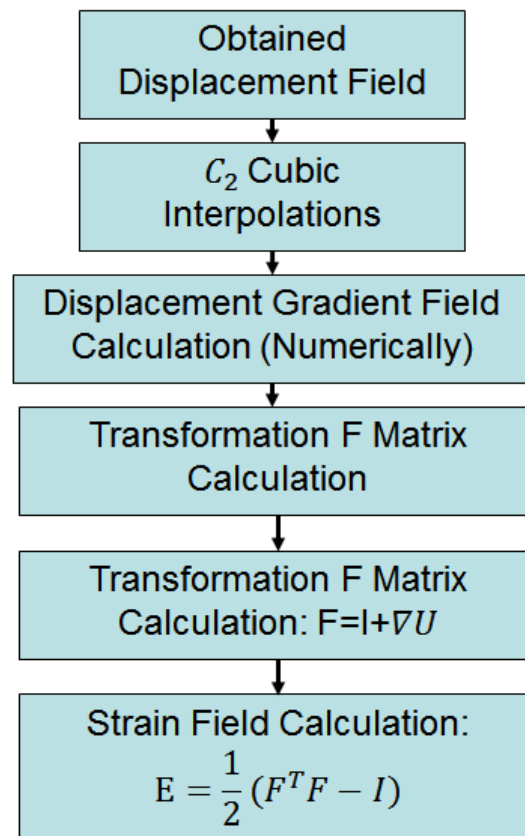 Obtained
Displacement Field
C₂ Cubic
Interpolations
Displacement Gradient Field
Calculation (Numerically)
Transformation F Matrix
Calculation
Transformation F Matrix
Calculation: F=I+∇U
Strain Field Calculation:
E = 1/2 (FᵀF − I)